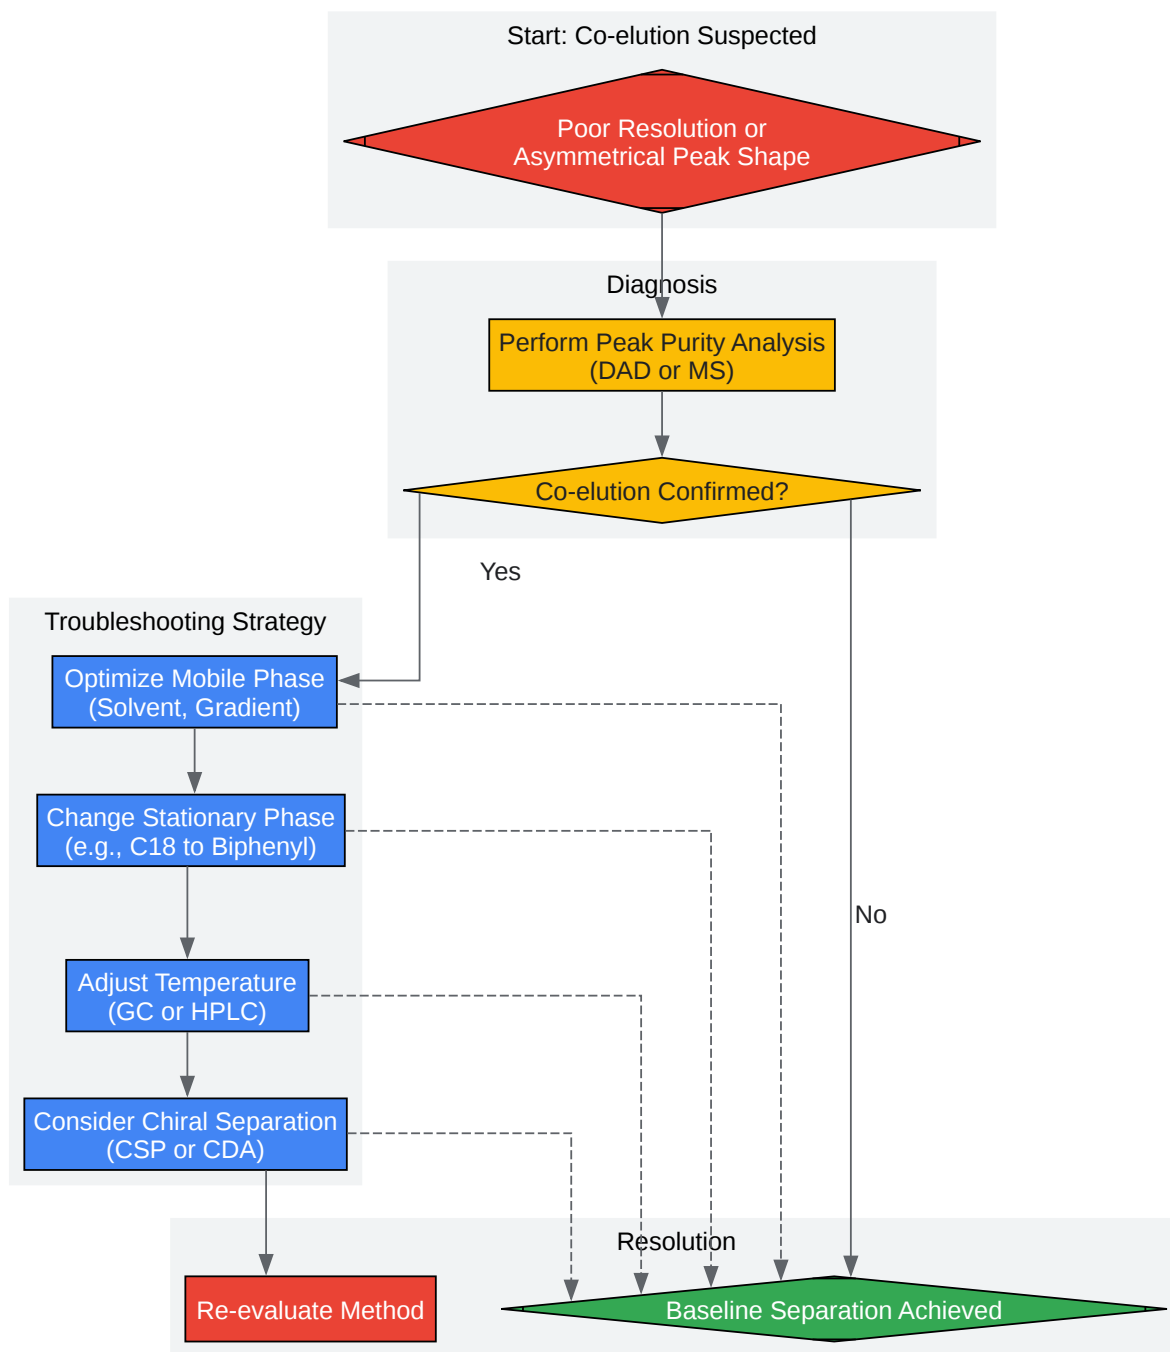 Start: Co-elution Suspected
Poor Resolution or
Asymmetrical Peak Shape
Diagnosis
Perform Peak Purity Analysis
(DAD or MS)
Co-elution Confirmed?
Yes
Troubleshooting Strategy
Optimize Mobile Phase
(Solvent, Gradient)
Change Stationary Phase
(e.g., C18 to Biphenyl)
No
Adjust Temperature
(GC or HPLC)
Consider Chiral Separation
(CSP or CDA)
Resolution
Re-evaluate Method
Baseline Separation Achieved